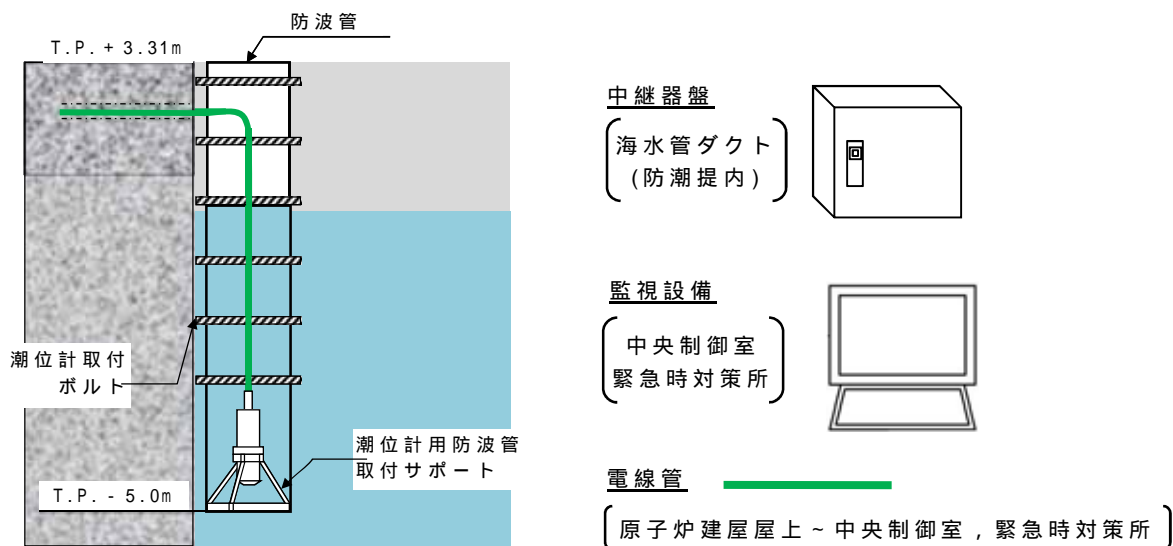 防波管
T.P.+3.31m
潮位計取付
ボルト
潮位計用防波管
取付サポート
T.P.-5.0m
中継器盤
海水管ダクト
(防潮提内)
監視設備
中央制御室
緊急時対策所
電線管
原子炉建屋屋上~中央制御室,緊急時対策所